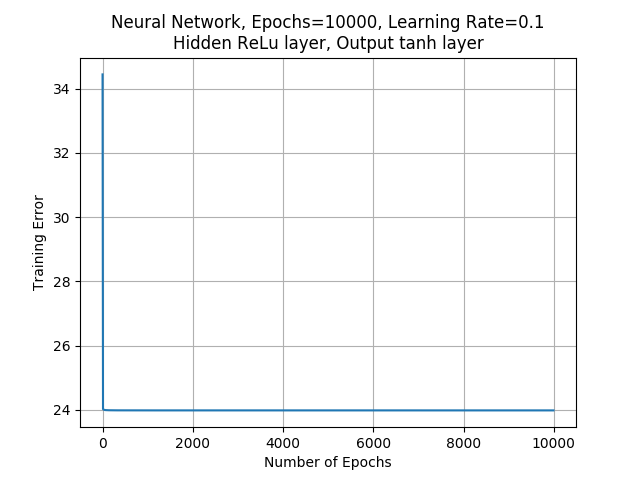 Neural Network, Epochs=10000, Learning Rate=0.1
Hidden ReLu layer, Output tanh layer
34
32
30
28
26
24
Training Error
0 2000 4000 6000 8000 10000
Number of Epochs